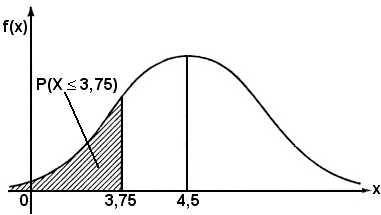 f(x)
P(X ≤ 3,75)
0
3,75
4,5
x